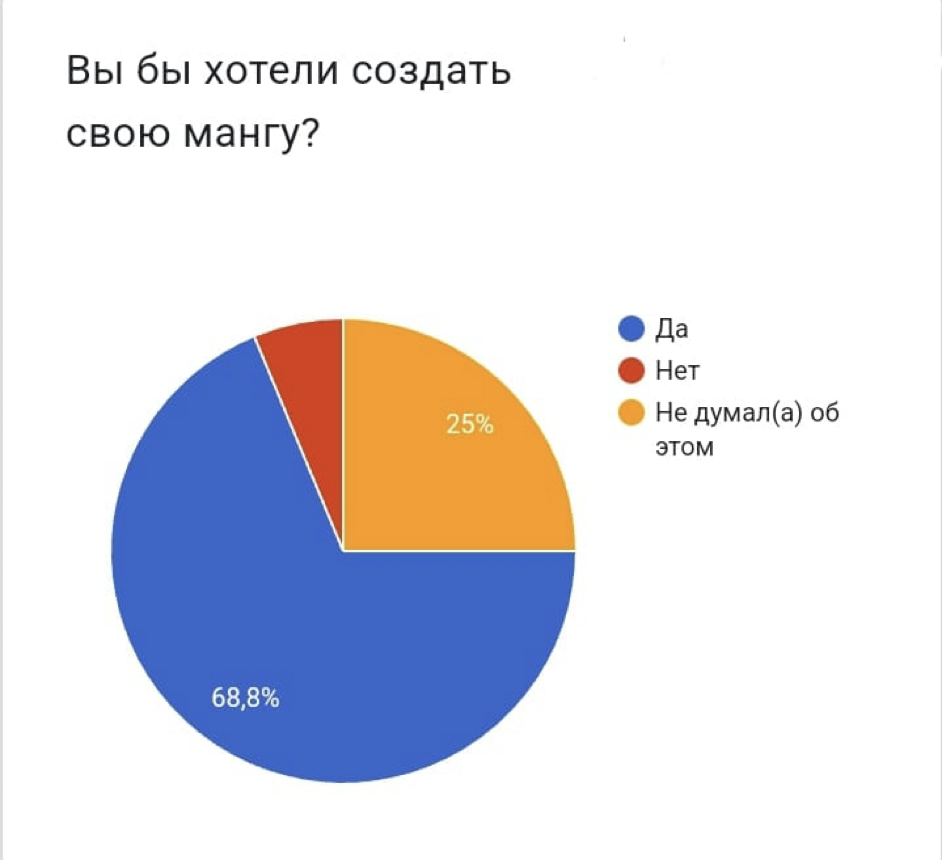 Вы бы хотели создать
свою мангу?
Да
Нет
Не думал(а) об
этом
25%
68,8%